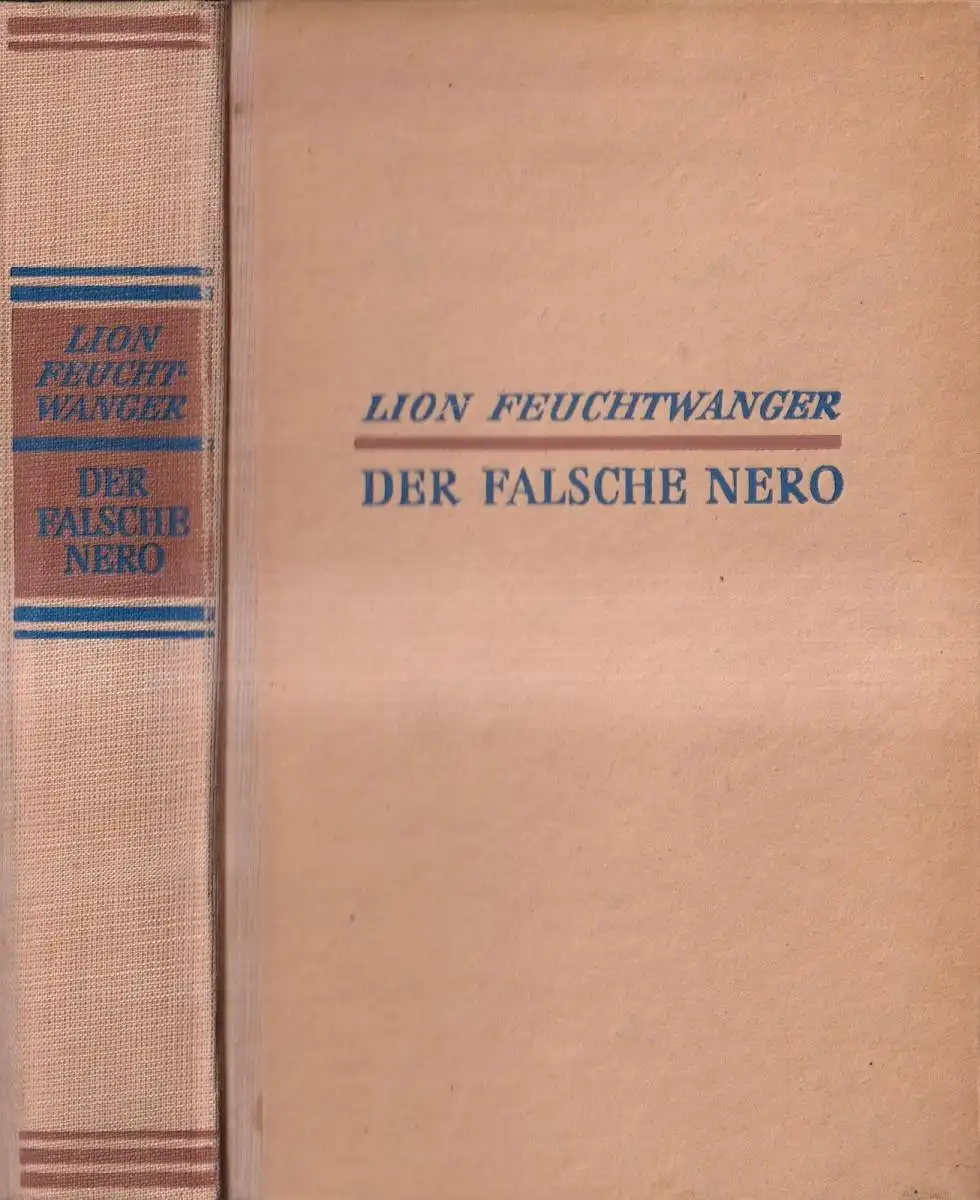 LION
FEUCHT-
WANGER
DER
FALSCHE
NERO
LION FEUCHTWANGER
DER FALSCHE NERO